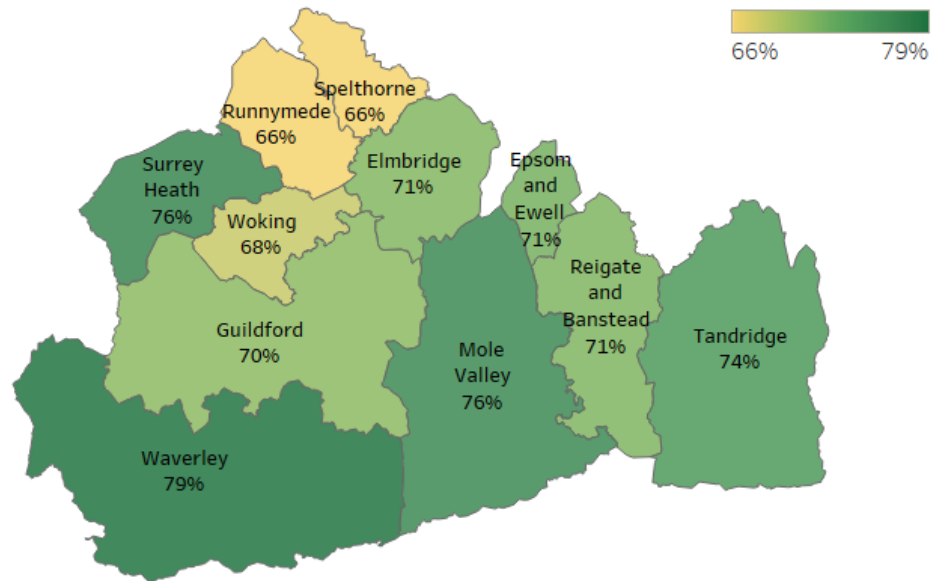 66%
79%
Spelthorne
66%
Runnymede
66%
Surrey
Heath
76%
Elmbridge
71%
Epsom
and
Ewell
71%
Woking
68%
Reigate
and
Banstead
71%
Guildford
70%
Mole
Valley
76%
Tandridge
74%
Waverley
79%